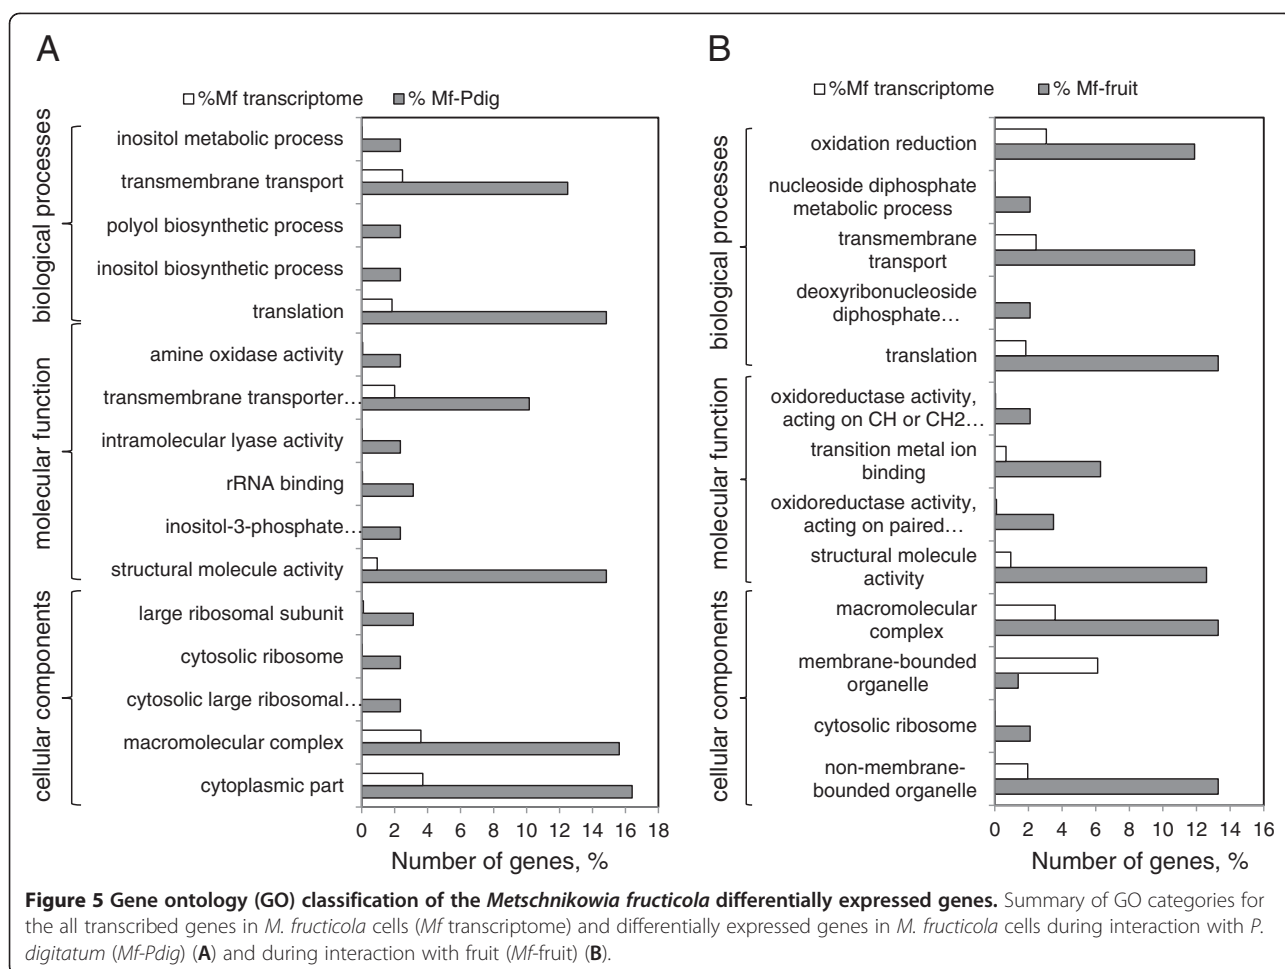 A
%Mf transcriptome
% Mf-Pdig
biological processes
inositol metabolic process
transmembrane transport
polyol biosynthetic process
inositol biosynthetic process
translation
molecular function
amine oxidase activity
transmembrane transporter…
intramolecular lyase activity
rRNA binding
inositol-3-phosphate…
structural molecule activity
cellular components
large ribosomal subunit
cytosolic ribosome
cytosolic large ribosomal…
macromolecular complex
cytoplasmic part
0 2 4 6 8 10 12 14 16 18
Number of genes, %
B
%Mf transcriptome
% Mf-fruit
biological processes
oxidation reduction
nucleoside diphosphate
metabolic process
transmembrane
transport
deoxyribonucleoside
diphosphate…
translation
molecular function
oxidoreductase activity,
acting on CH or CH2…
transition metal ion
binding
oxidoreductase activity,
acting on paired…
structural molecule
activity
cellular components
macromolecular
complex
membrane-bounded
organelle
cytosolic ribosome
non-membrane-
bounded organelle
0 2 4 6 8 10 12 14 16
Number of genes, %
Figure 5 Gene ontology (GO) classification of the Metschnikowia fructicola differentially expressed genes. Summary of GO categories for
the all transcribed genes in M. fructicola cells (Mf transcriptome) and differentially expressed genes in M. fructicola cells during interaction with P.
digitatum (Mf-Pdig) (A) and during interaction with fruit (Mf-fruit) (B).